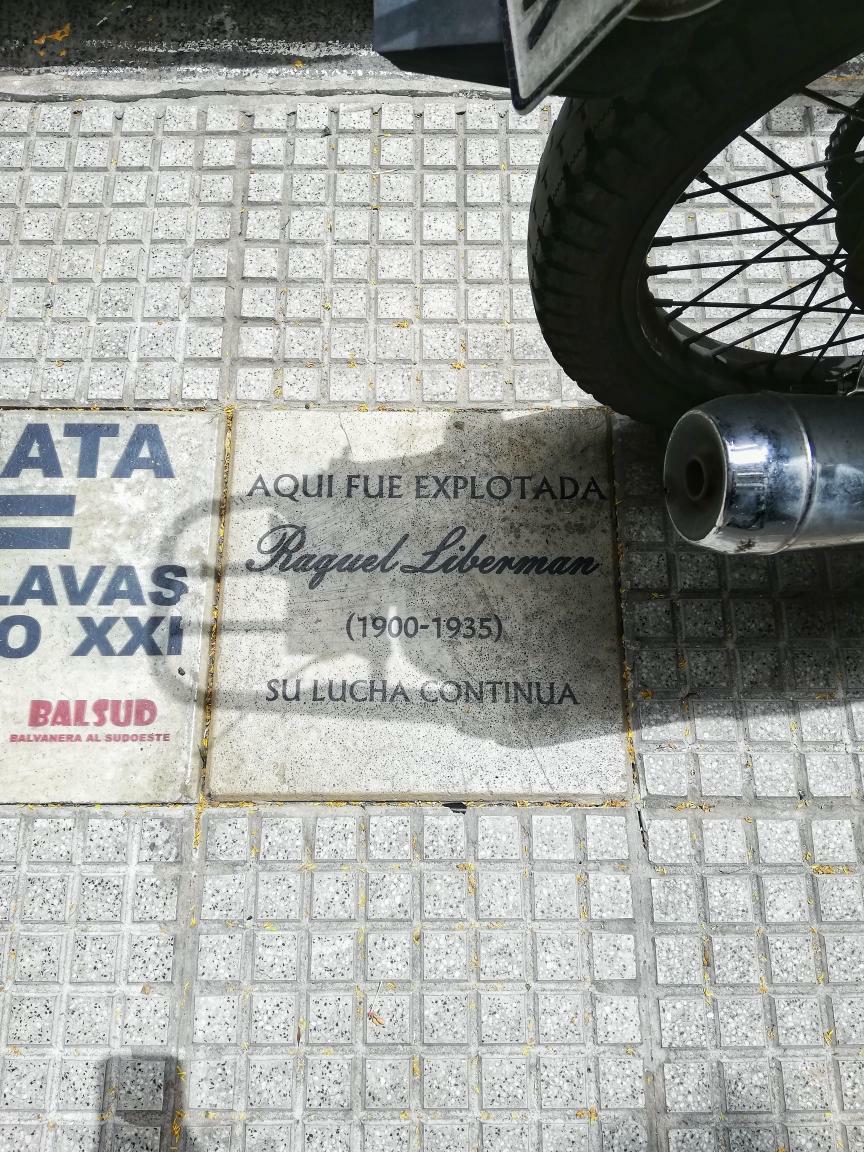 ATA
=
LAVAS
O XXI
BALSUD
BALVANERA AL SUDOESTE
AQUI FUE EXPLOTADA
Raquel Liberman
(1900-1935)
SU LUCHA CONTINUA